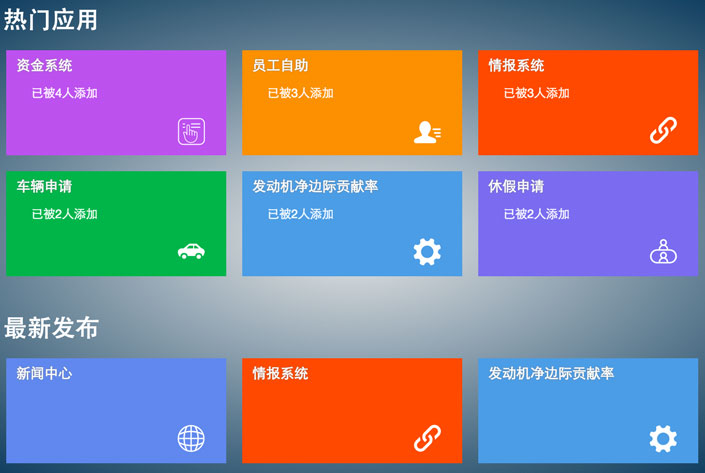 热门应用
资金系统
已被4人添加
员工自助
已被3人添加
情报系统
已被3人添加
车辆申请
已被2人添加
发动机净边际贡献率
已被2人添加
休假申请
已被2人添加
最新发布
新闻中心
情报系统
发动机净边际贡献率